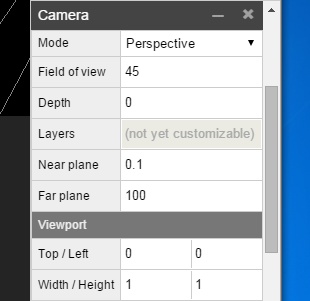 Camera
Mode Perspective
Field of view 45
Depth 0
Layers (not yet customizable)
Near plane 0.1
Far plane 100
Viewport
Top / Left 0 0
Width / Height 1 1